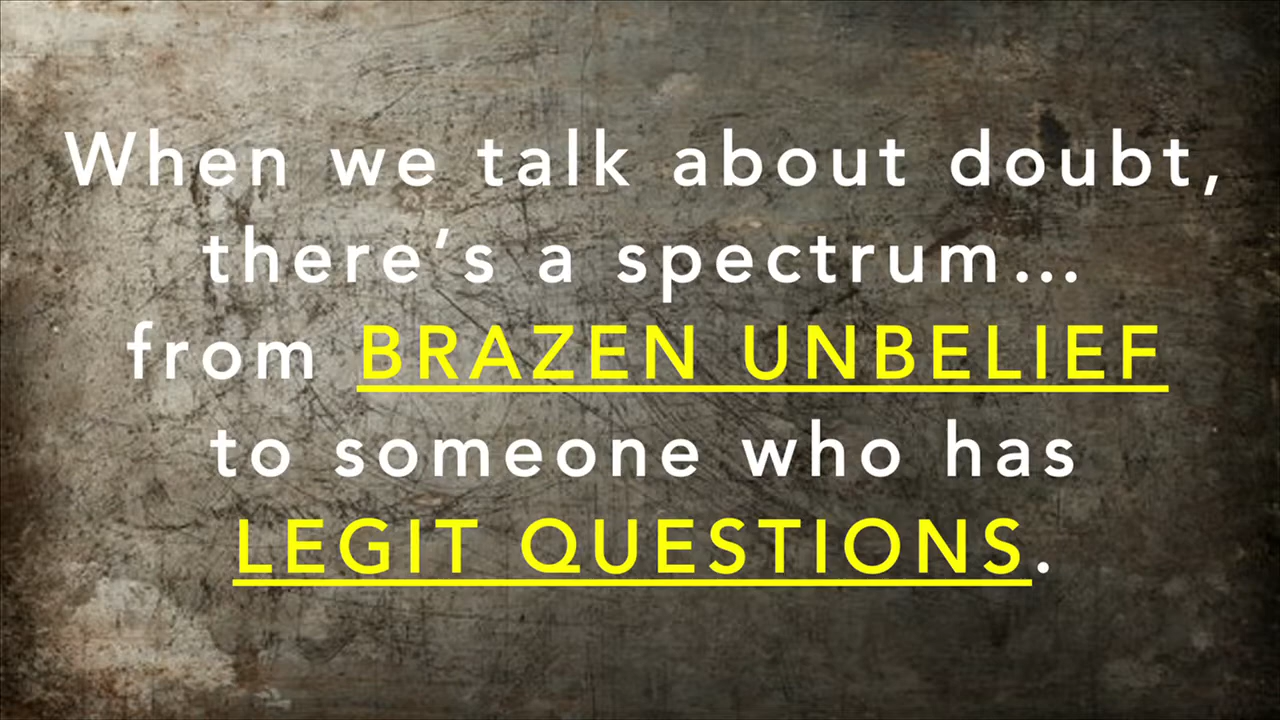 When we talk about doubt,
there’s a spectrum...
from BRAZEN UNBELIEF
to someone who has
LEGIT QUESTIONS.